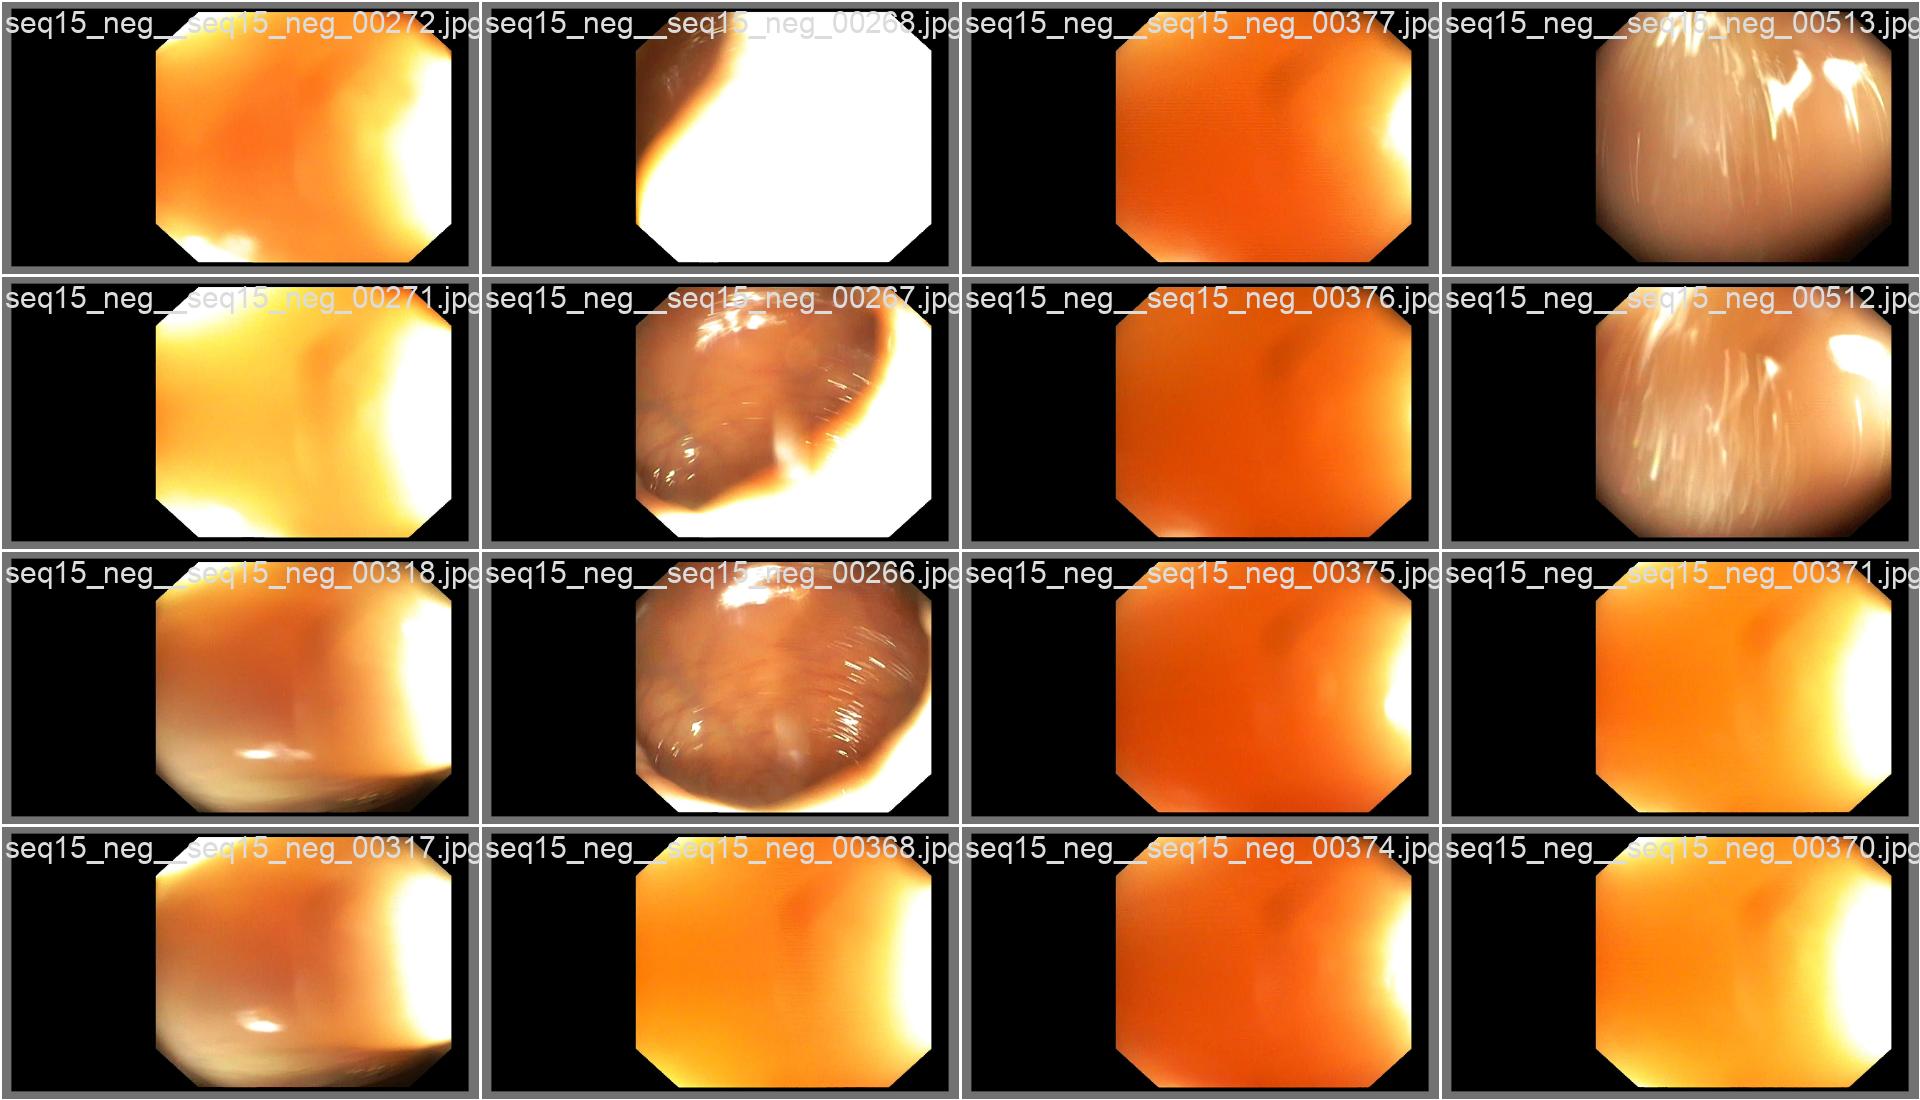 seq15_neg__seq15_neg_00272.jpg
seq15_neg__seq15_neg_00268.jpg
seq15_neg__seq15_neg_00377.jpg
seq15_neg__seq15_neg_00513.jpg
seq15_neg__seq15_neg_00271.jpg
seq15_neg__seq15_neg_00267.jpg
seq15_neg__seq15_neg_00376.jpg
seq15_neg__seq15_neg_00512.jpg
seq15_neg__seq15_neg_00318.jpg
seq15_neg__seq15_neg_00266.jpg
seq15_neg__seq15_neg_00375.jpg
seq15_neg__seq15_neg_00371.jpg
seq15_neg__seq15_neg_00317.jpg
seq15_neg__seq15_neg_00368.jpg
seq15_neg__seq15_neg_00374.jpg
seq15_neg__seq15_neg_00370.jpg